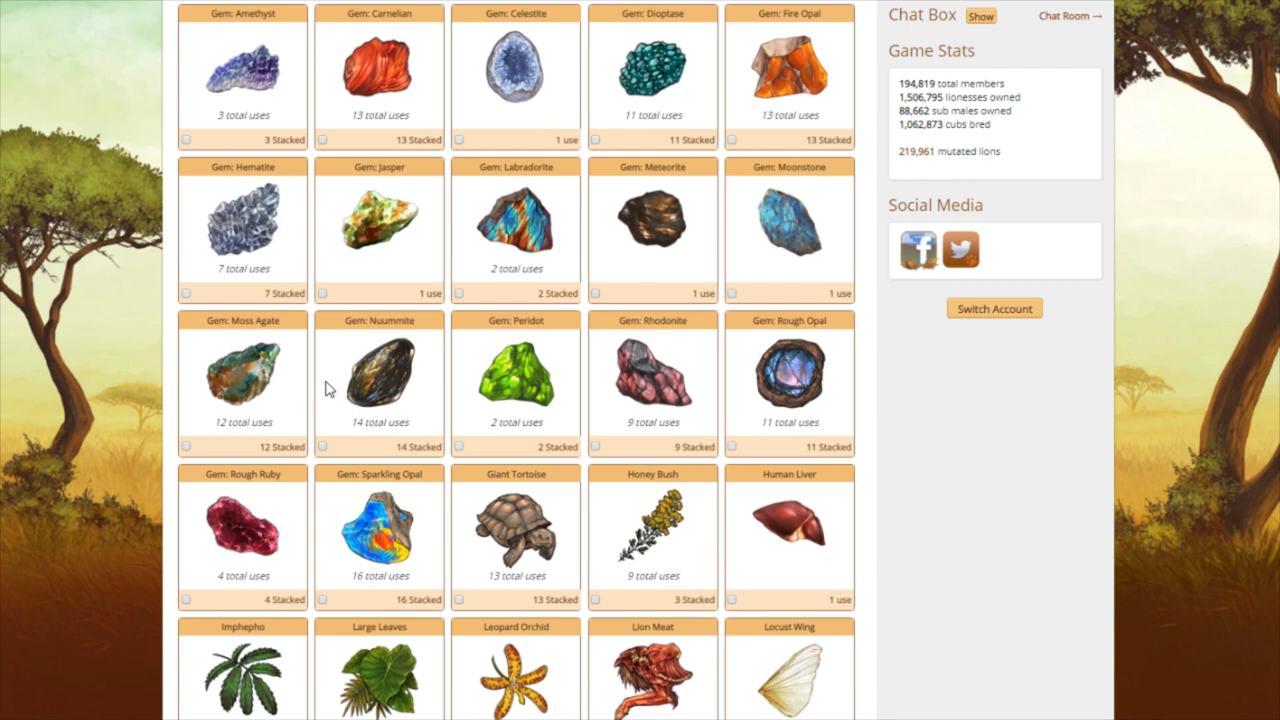 Gem: Amethyst
Gem: Carnelian
Gem: Celestite
Gem: Dioptase
Gem: Fire Opal
3 total uses
13 total uses
11 total uses
13 total uses
3 Stacked
13 Stacked
1 use
11 Stacked
13 Stacked
Gem: Hematite
Gem: Jasper
Gem: Labradorite
Gem: Meteorite
Gem: Moonstone
7 total uses
2 total uses
7 Stacked
1 use
2 Stacked
1 use
1 use
Gem: Moss Agate
Gem: Nuummite
Gem: Peridot
Gem: Rhodonite
Gem: Rough Opal
12 total uses
14 total uses
2 total uses
9 total uses
11 total uses
12 Stacked
14 Stacked
2 Stacked
9 Stacked
11 Stacked
Gem: Rough Ruby
Gem: Sparkling Opal
Giant Tortoise
Honey Bush
Human Liver
4 total uses
16 total uses
13 total uses
9 total uses
4 Stacked
16 Stacked
13 Stacked
3 Stacked
1 use
Imphepho
Large Leaves
Leopard Orchid
Lion Meat
Locust Wing
Chat Box
Show
Chat Room →
Game Stats
194,819 total members
1,506,795 lionesses owned
88,662 sub males owned
1,062,873 cubs bred
219,961 mutated lions
Social Media
Switch Account